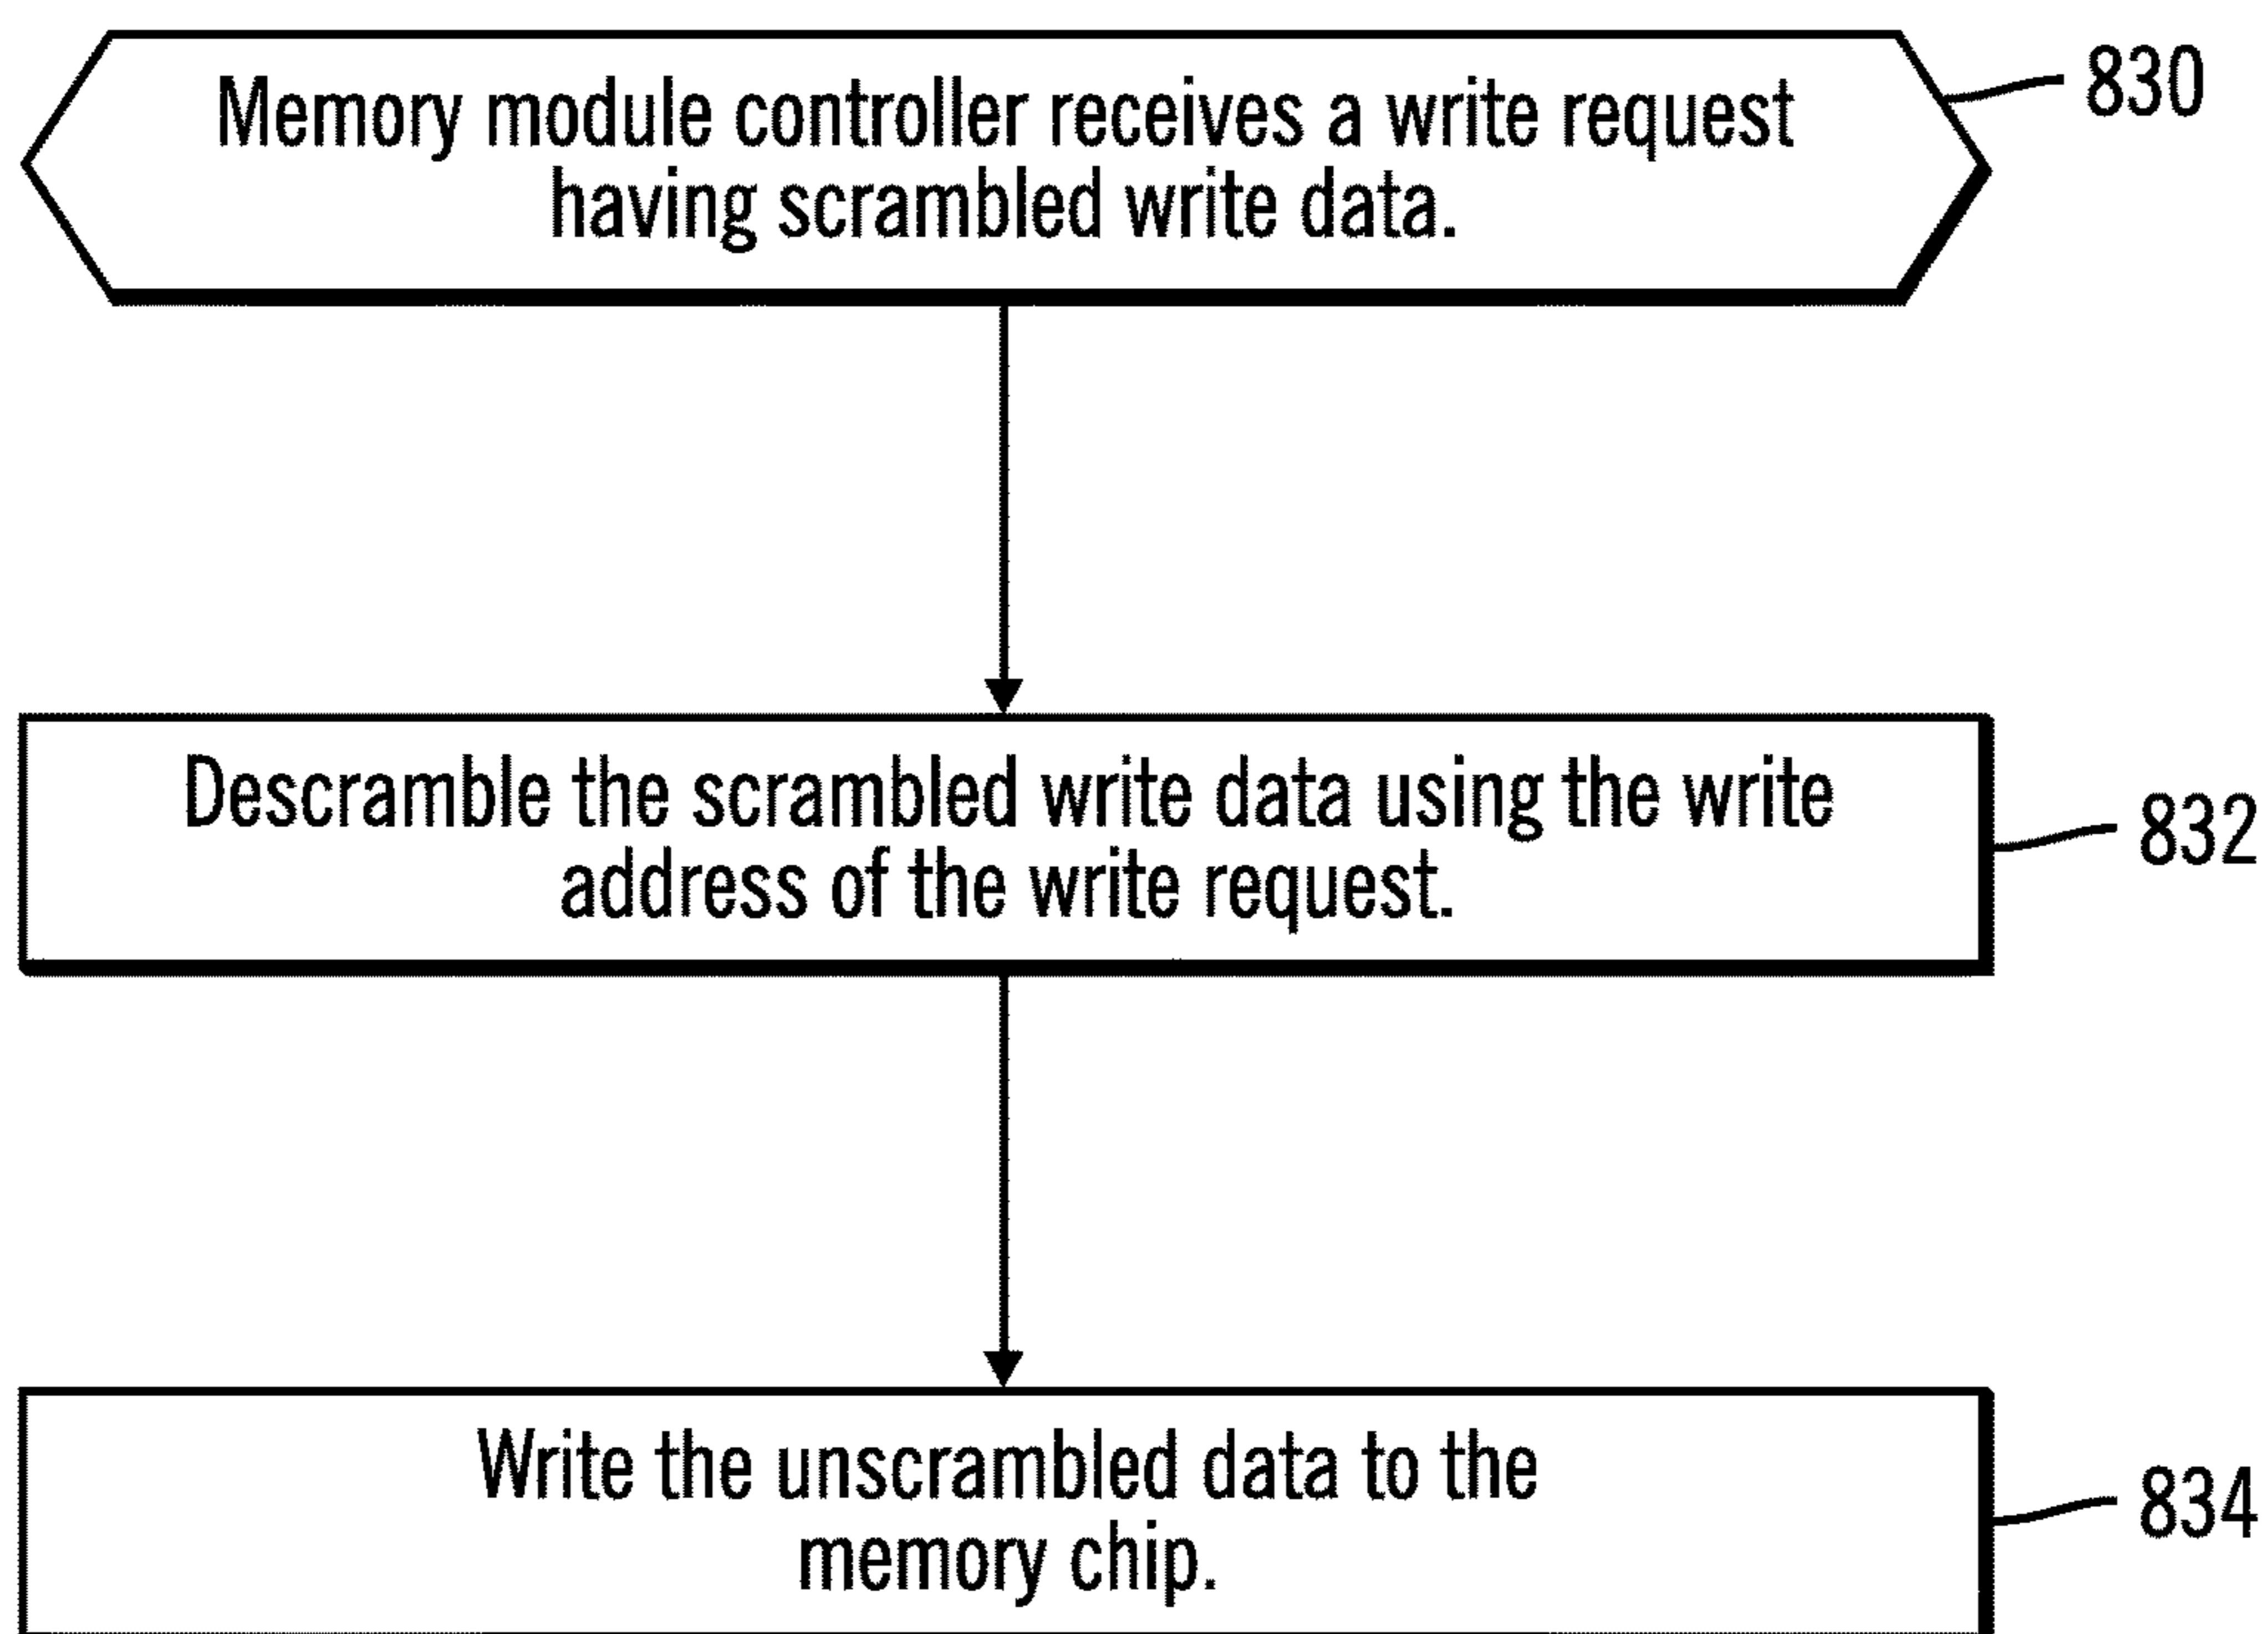 Memory module controller receives a write request
having scrambled write data.
830
Descramble the scrambled write data using the write
address of the write request.
832
Write the unscrambled data to the
memory chip.
834